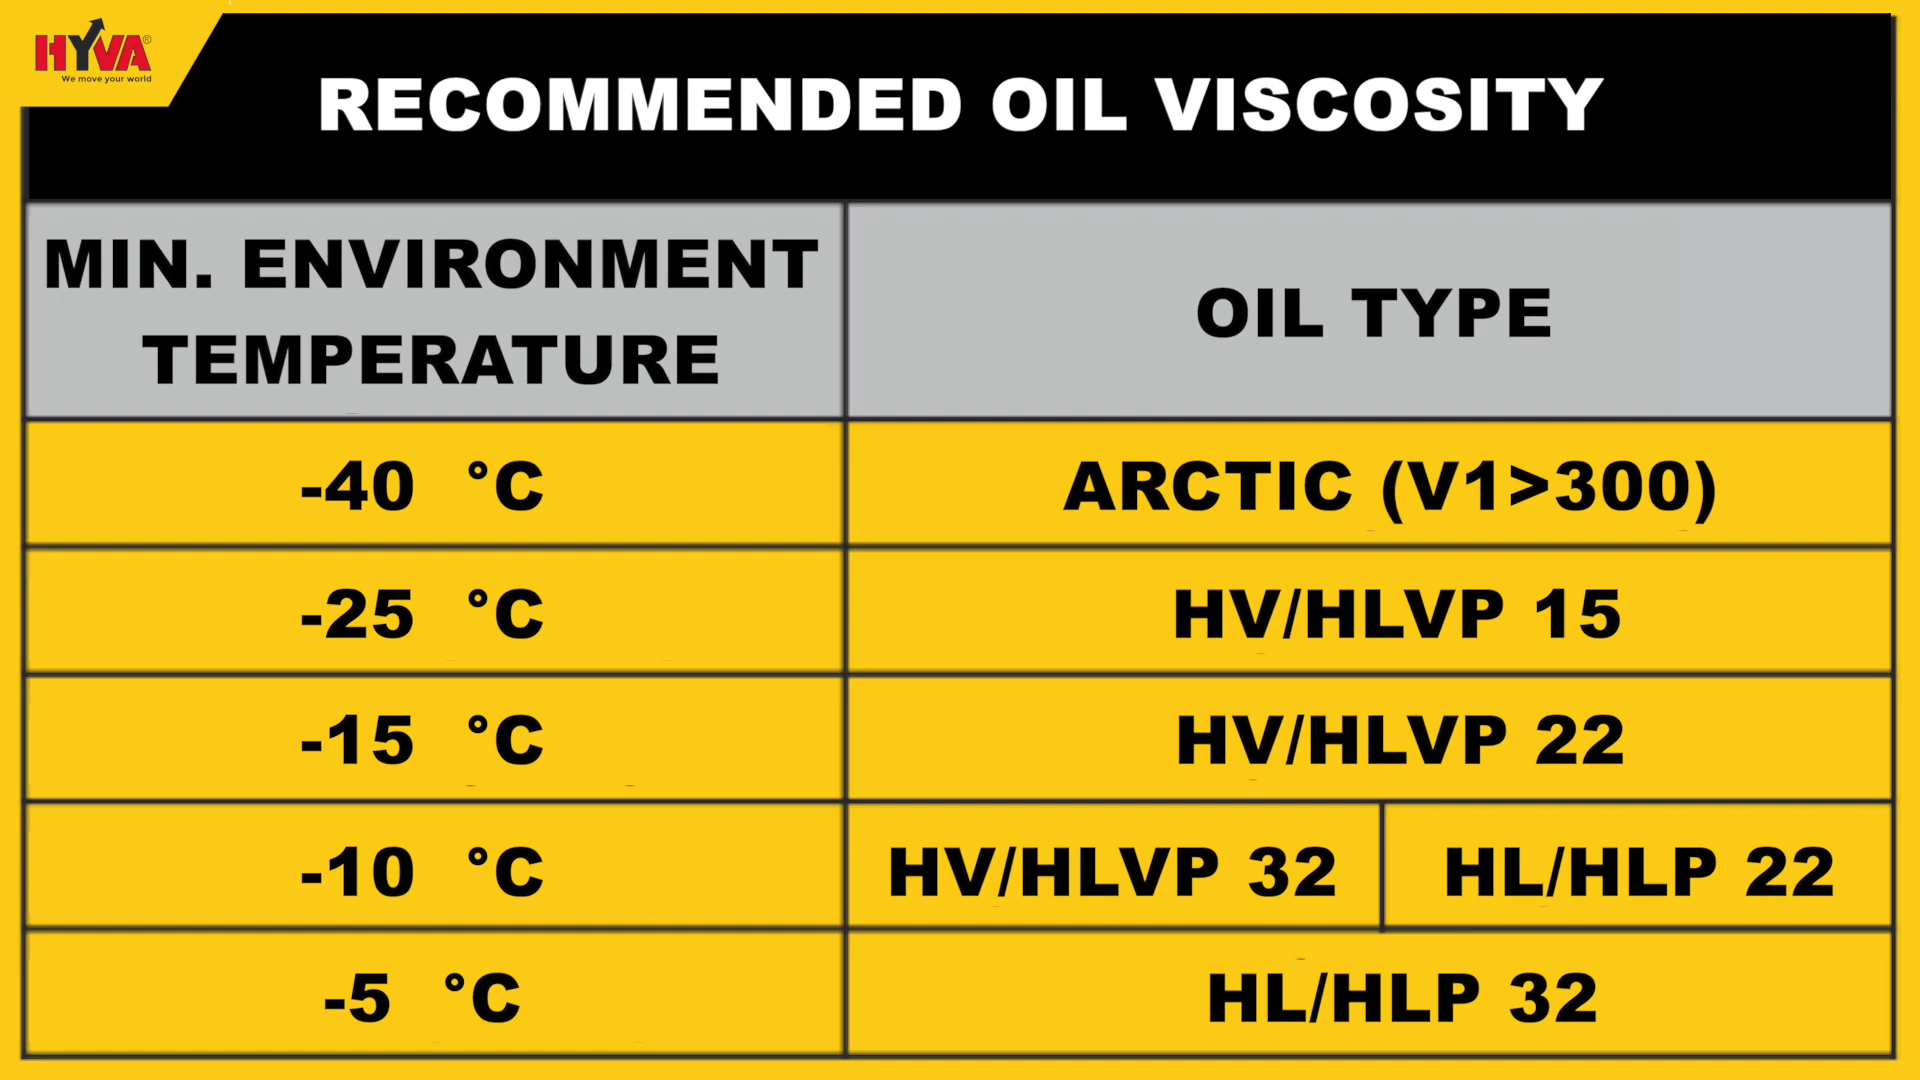 HYVA®
We move your world
RECOMMENDED OIL VISCOSITY
MIN. ENVIRONMENT
TEMPERATURE
OIL TYPE
-40 °C
ARCTIC (V1>300)
-25 °C
HV/HLVP 15
-15 °C
HV/HLVP 22
-10 °C
HV/HLVP 32
HL/HLP 22
-5 °C
HL/HLP 32